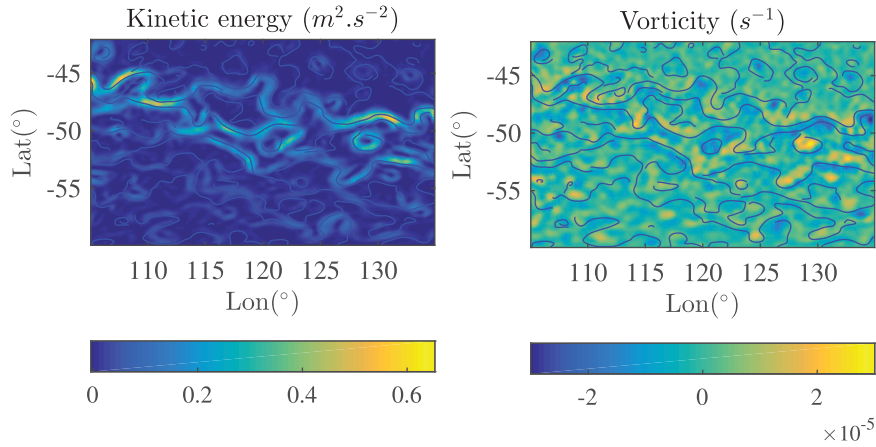 Kinetic energy (m².s⁻²)
Lat(°)
-45
-50
-55
110 115 120 125 130
Lon(°)
0 0.2 0.4 0.6
Vorticity (s⁻¹)
Lat(°)
-45
-50
-55
110 115 120 125 130
Lon(°)
-2 0 2
×10⁻⁵